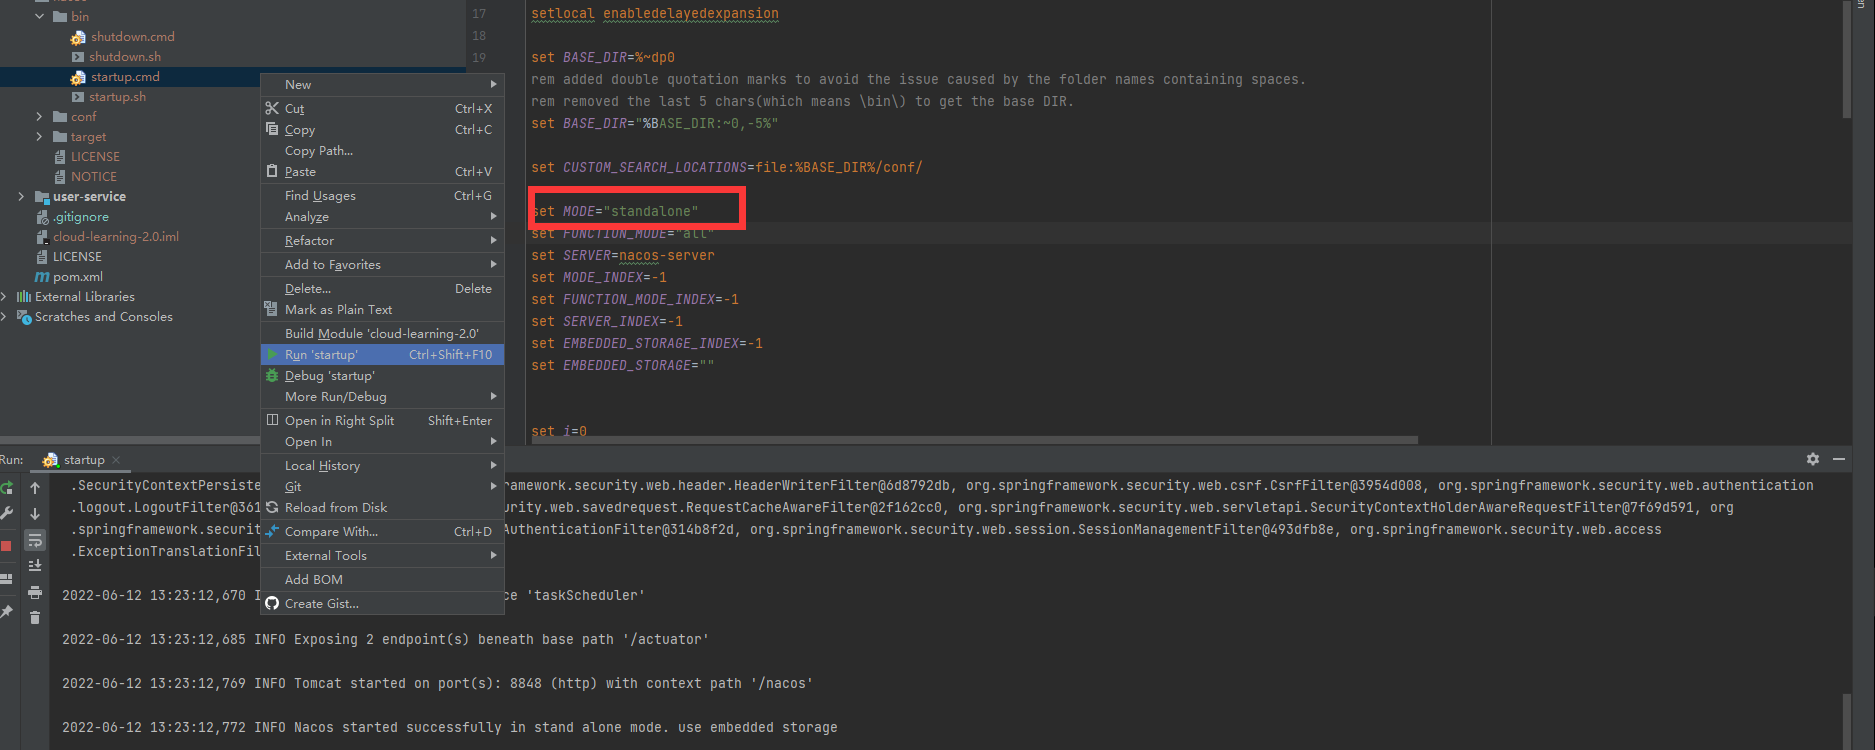 bin
shutdown.cmd
shutdown.sh
startup.cmd
startup.sh
conf
target
LICENSE
NOTICE
user-service
.gitignore
cloud-learning-2.0.iml
LICENSE
pom.xml
External Libraries
Scratches and Consoles
New
Cut Ctrl+X
Copy Ctrl+C
Copy Path...
Paste Ctrl+V
Find Usages Ctrl+G
Analyze
Refactor
Add to Favorites
Delete... Delete
Mark as Plain Text
Build Module 'cloud-learning-2.0'
Run 'startup' Ctrl+Shift+F10
Debug 'startup'
More Run/Debug
Open in Right Split Shift+Enter
Open In
Local History
Git
Reload from Disk
Compare With... Ctrl+D
External Tools
Add BOM
Create Gist...
17
18
19
setlocal enabledelayedexpansion
set BASE_DIR=%~dp0
rem added double quotation marks to avoid the issue caused by the folder names containing spaces.
rem removed the last 5 chars(which means \bin\) to get the base DIR.
set BASE_DIR="%BASE_DIR:~0,-5%"
set CUSTOM_SEARCH_LOCATIONS=file:%BASE_DIR%/conf/
set MODE="standalone"
set FUNCTION_MODE="all"
set SERVER=nacos-server
set MODE_INDEX=-1
set FUNCTION_MODE_INDEX=-1
set SERVER_INDEX=-1
set EMBEDDED_STORAGE_INDEX=-1
set EMBEDDED_STORAGE=""
set i=0
Run: startup
.SecurityContextPersiste ramework.security.web.header.HeaderWriterFilter@6d8792db, org.springframework.security.web.csrf.CsrfFilter@3954d008, org.springframework.security.web.authentication
.logout.LogoutFilter@361 curity.web.savedrequest.RequestCacheAwareFilter@2f162cc0, org.springframework.security.web.servletapi.SecurityContextHolderAwareRequestFilter@7f69d591, org
.springframework.securit AuthenticationFilter@314b8f2d, org.springframework.security.web.session.SessionManagementFilter@493dfb8e, org.springframework.security.web.access
.ExceptionTranslationFil
2022-06-12 13:23:12,670 I ce 'taskScheduler'
2022-06-12 13:23:12,685 INFO Exposing 2 endpoint(s) beneath base path '/actuator'
2022-06-12 13:23:12,769 INFO Tomcat started on port(s): 8848 (http) with context path '/nacos'
2022-06-12 13:23:12,772 INFO Nacos started successfully in stand alone mode. use embedded storage